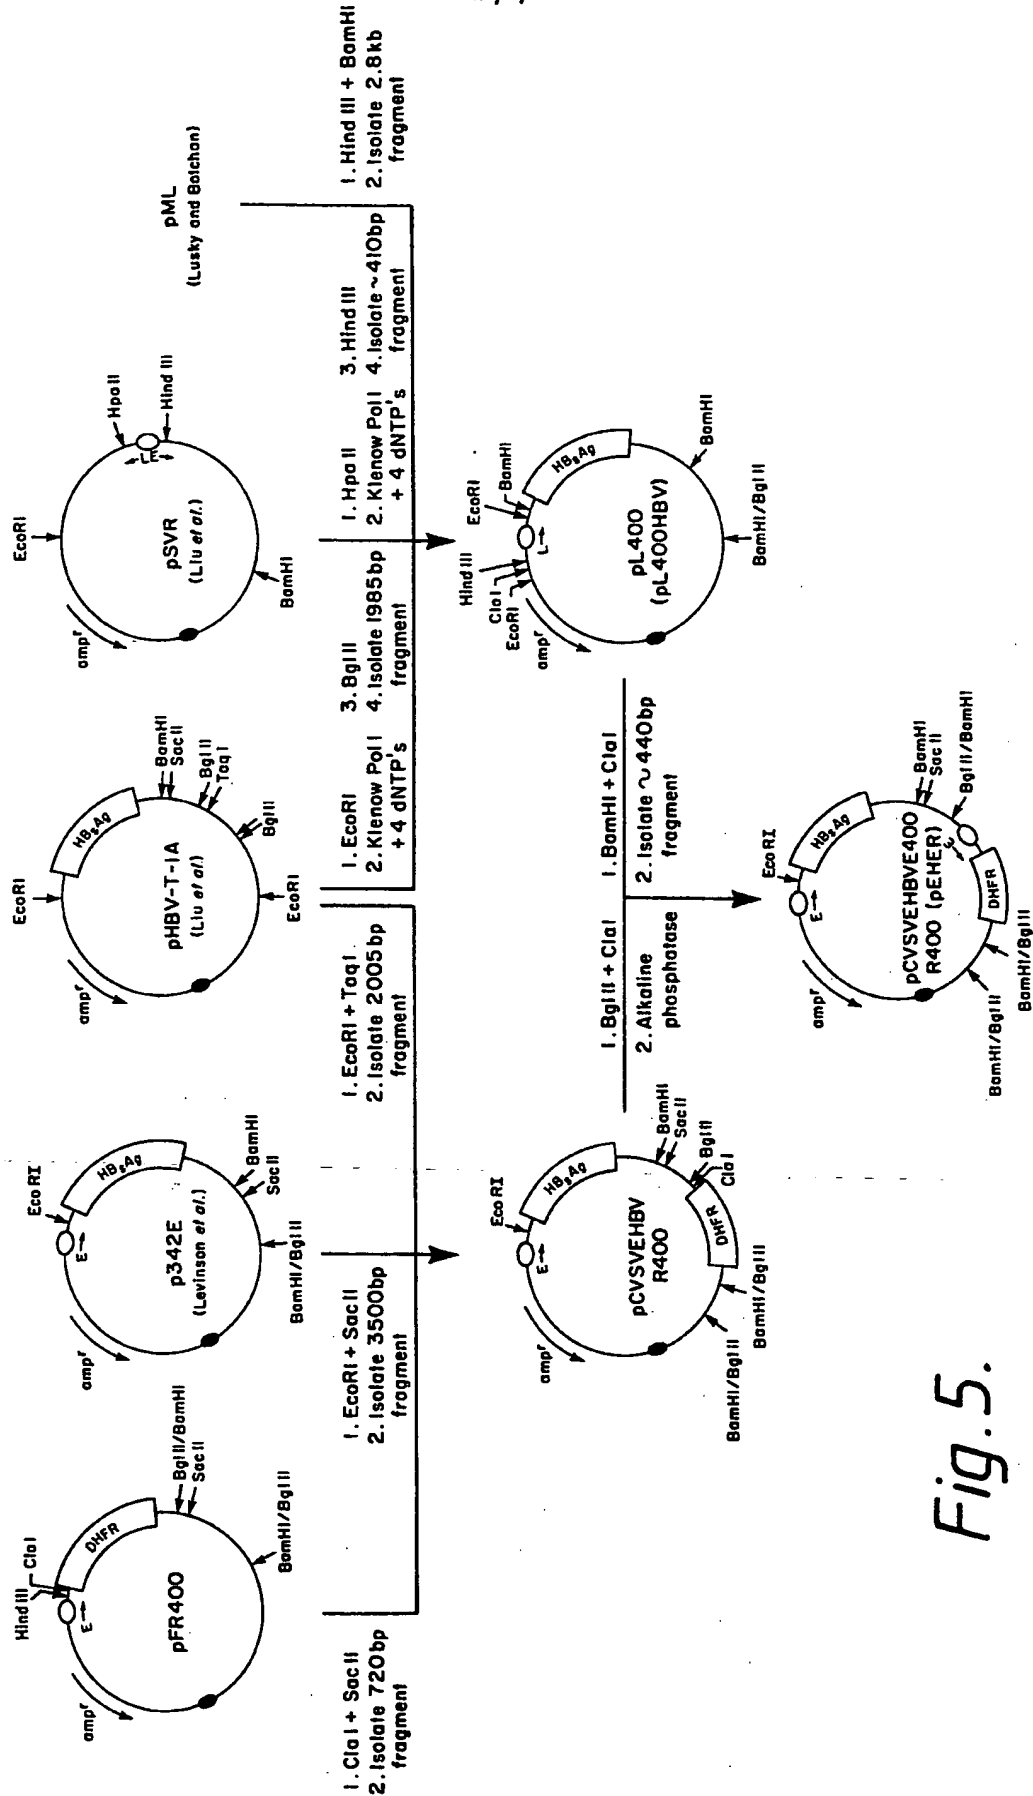 HindIII
ClaI
DHFR
E→
amp^r
pFR400
BglII/BamHI
SacII
BamHI/BglII
1. ClaI + SacII
2. Isolate 720bp
fragment
EcoRI
HBsAg
E→
amp^r
p342E
(Levinson et al.)
BamHI
SacII
BamHI/BglII
1. EcoRI + SacII
2. Isolate 3500bp
fragment
EcoRI
HBsAg
amp^r
pHBV-T-1A
(Liu et al)
BamHI
SacII
BglII
TaqI
BglII
EcoRI
1. EcoRI + TaqI
2. Isolate 2005bp
fragment
1. EcoRI
2. Klenow PolI
+ 4 dNTP's
3. BglII
4. Isolate 1985bp
fragment
EcoRI
HpaII
HindIII
←LE→
amp^r
pSVR
(Liu et al.)
BamHI
1. HpaII
2. Klenow PolI
+ 4 dNTP's
3. HindIII
4. Isolate ~410bp
fragment
pML
(Lusky and Botchan)
1. HindIII + BamHI
2. Isolate 2.8kb
fragment
EcoRI
HBsAg
E→
amp^r
pCVSVEHBV
R400
BamHI
SacII
BglII
ClaI
DHFR
BamHI/BglII
BamHI/BglII
1. BglII + ClaI
2. Alkaline
phosphatase
1. BamHI + ClaI
2. Isolate ~440bp
fragment
HindIII
ClaI
EcoRI
EcoRI
BamHI
HBsAg
L→
amp^r
pL400
(pL400HBV)
BamHI
BamHI/BglII
EcoRI
HBsAg
E→
amp^r
pCVSVEHBVE400
R400 (pEHER)
BamHI
SacII
BglII/BamHI
E
DHFR
BamHI/BglII
BamHI/BglII
Fig. 5.